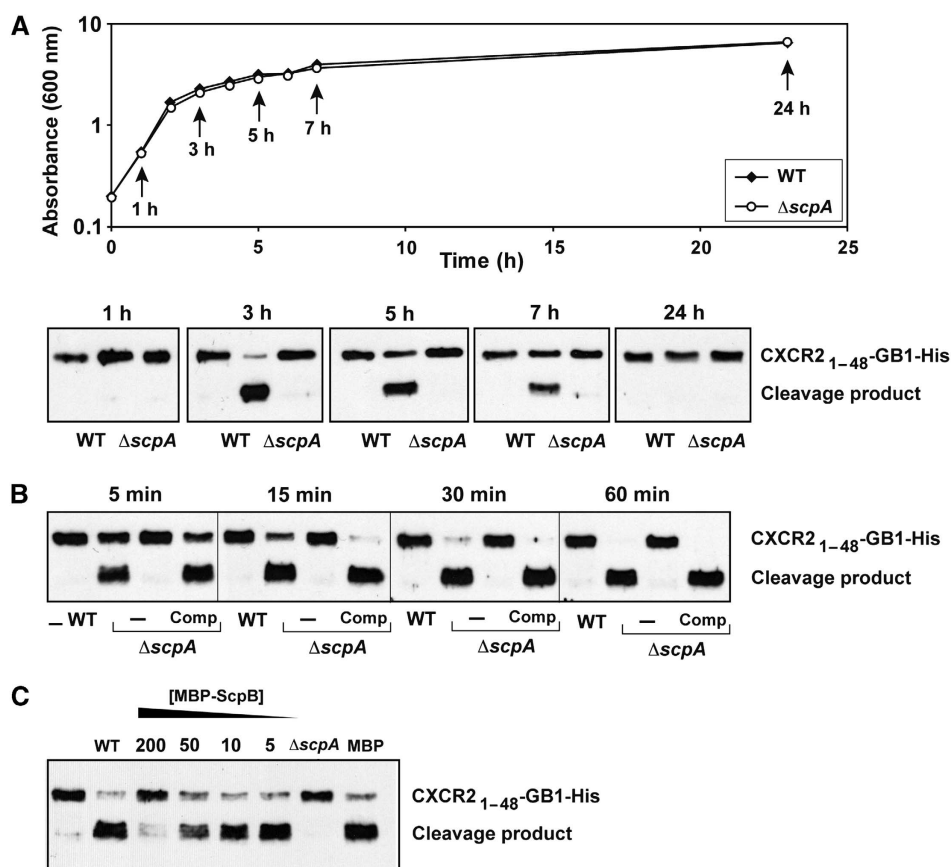 A
Absorbance (600 nm)
10
1
0.1
1 h
3 h
5 h
7 h
24 h
WT
ΔscpA
0 5 10 15 20 25
Time (h)
1 h 3 h 5 h 7 h 24 h
CXCR2 1–48-GB1-His
Cleavage product
WT ΔscpA WT ΔscpA WT ΔscpA WT ΔscpA WT ΔscpA
B
5 min 15 min 30 min 60 min
CXCR2 1–48-GB1-His
Cleavage product
– WT – Comp WT – Comp WT – Comp WT – Comp
ΔscpA ΔscpA ΔscpA ΔscpA
C
[MBP-ScpB]
WT 200 50 10 5 ΔscpA MBP
CXCR2 1–48-GB1-His
Cleavage product